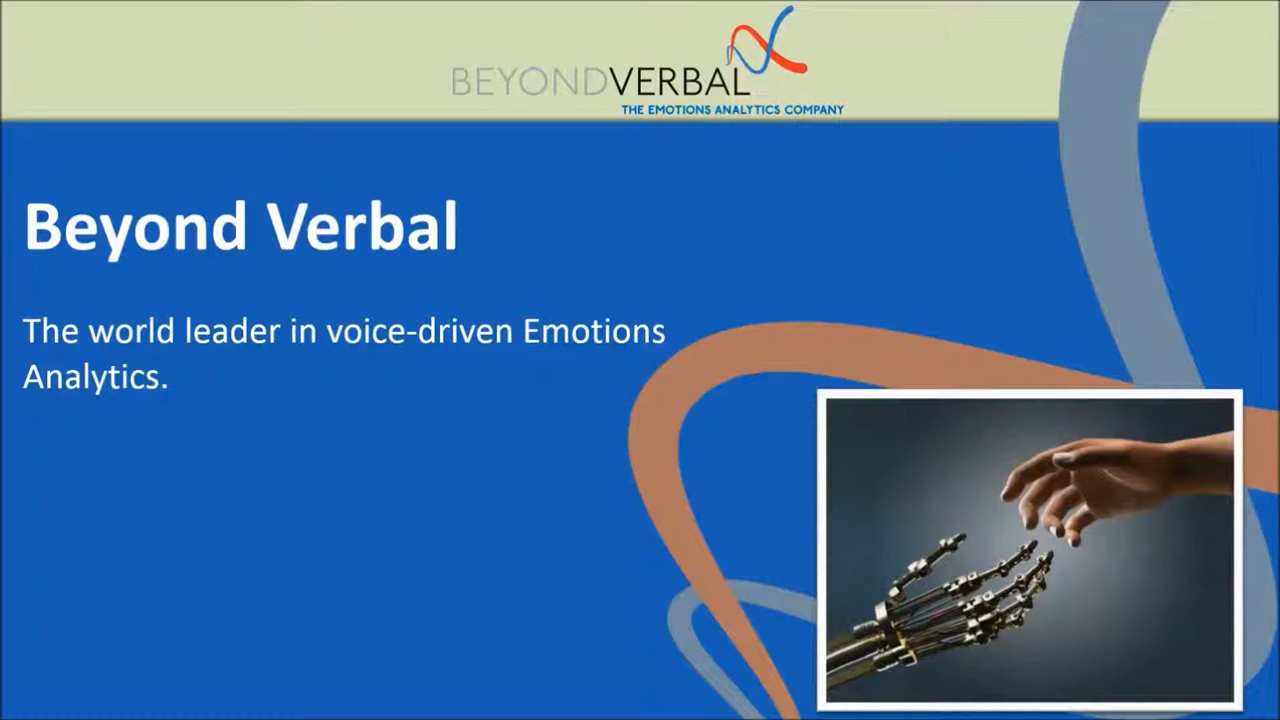 BEYONDVERBAL
THE EMOTIONS ANALYTICS COMPANY
Beyond Verbal
The world leader in voice-driven Emotions
Analytics.